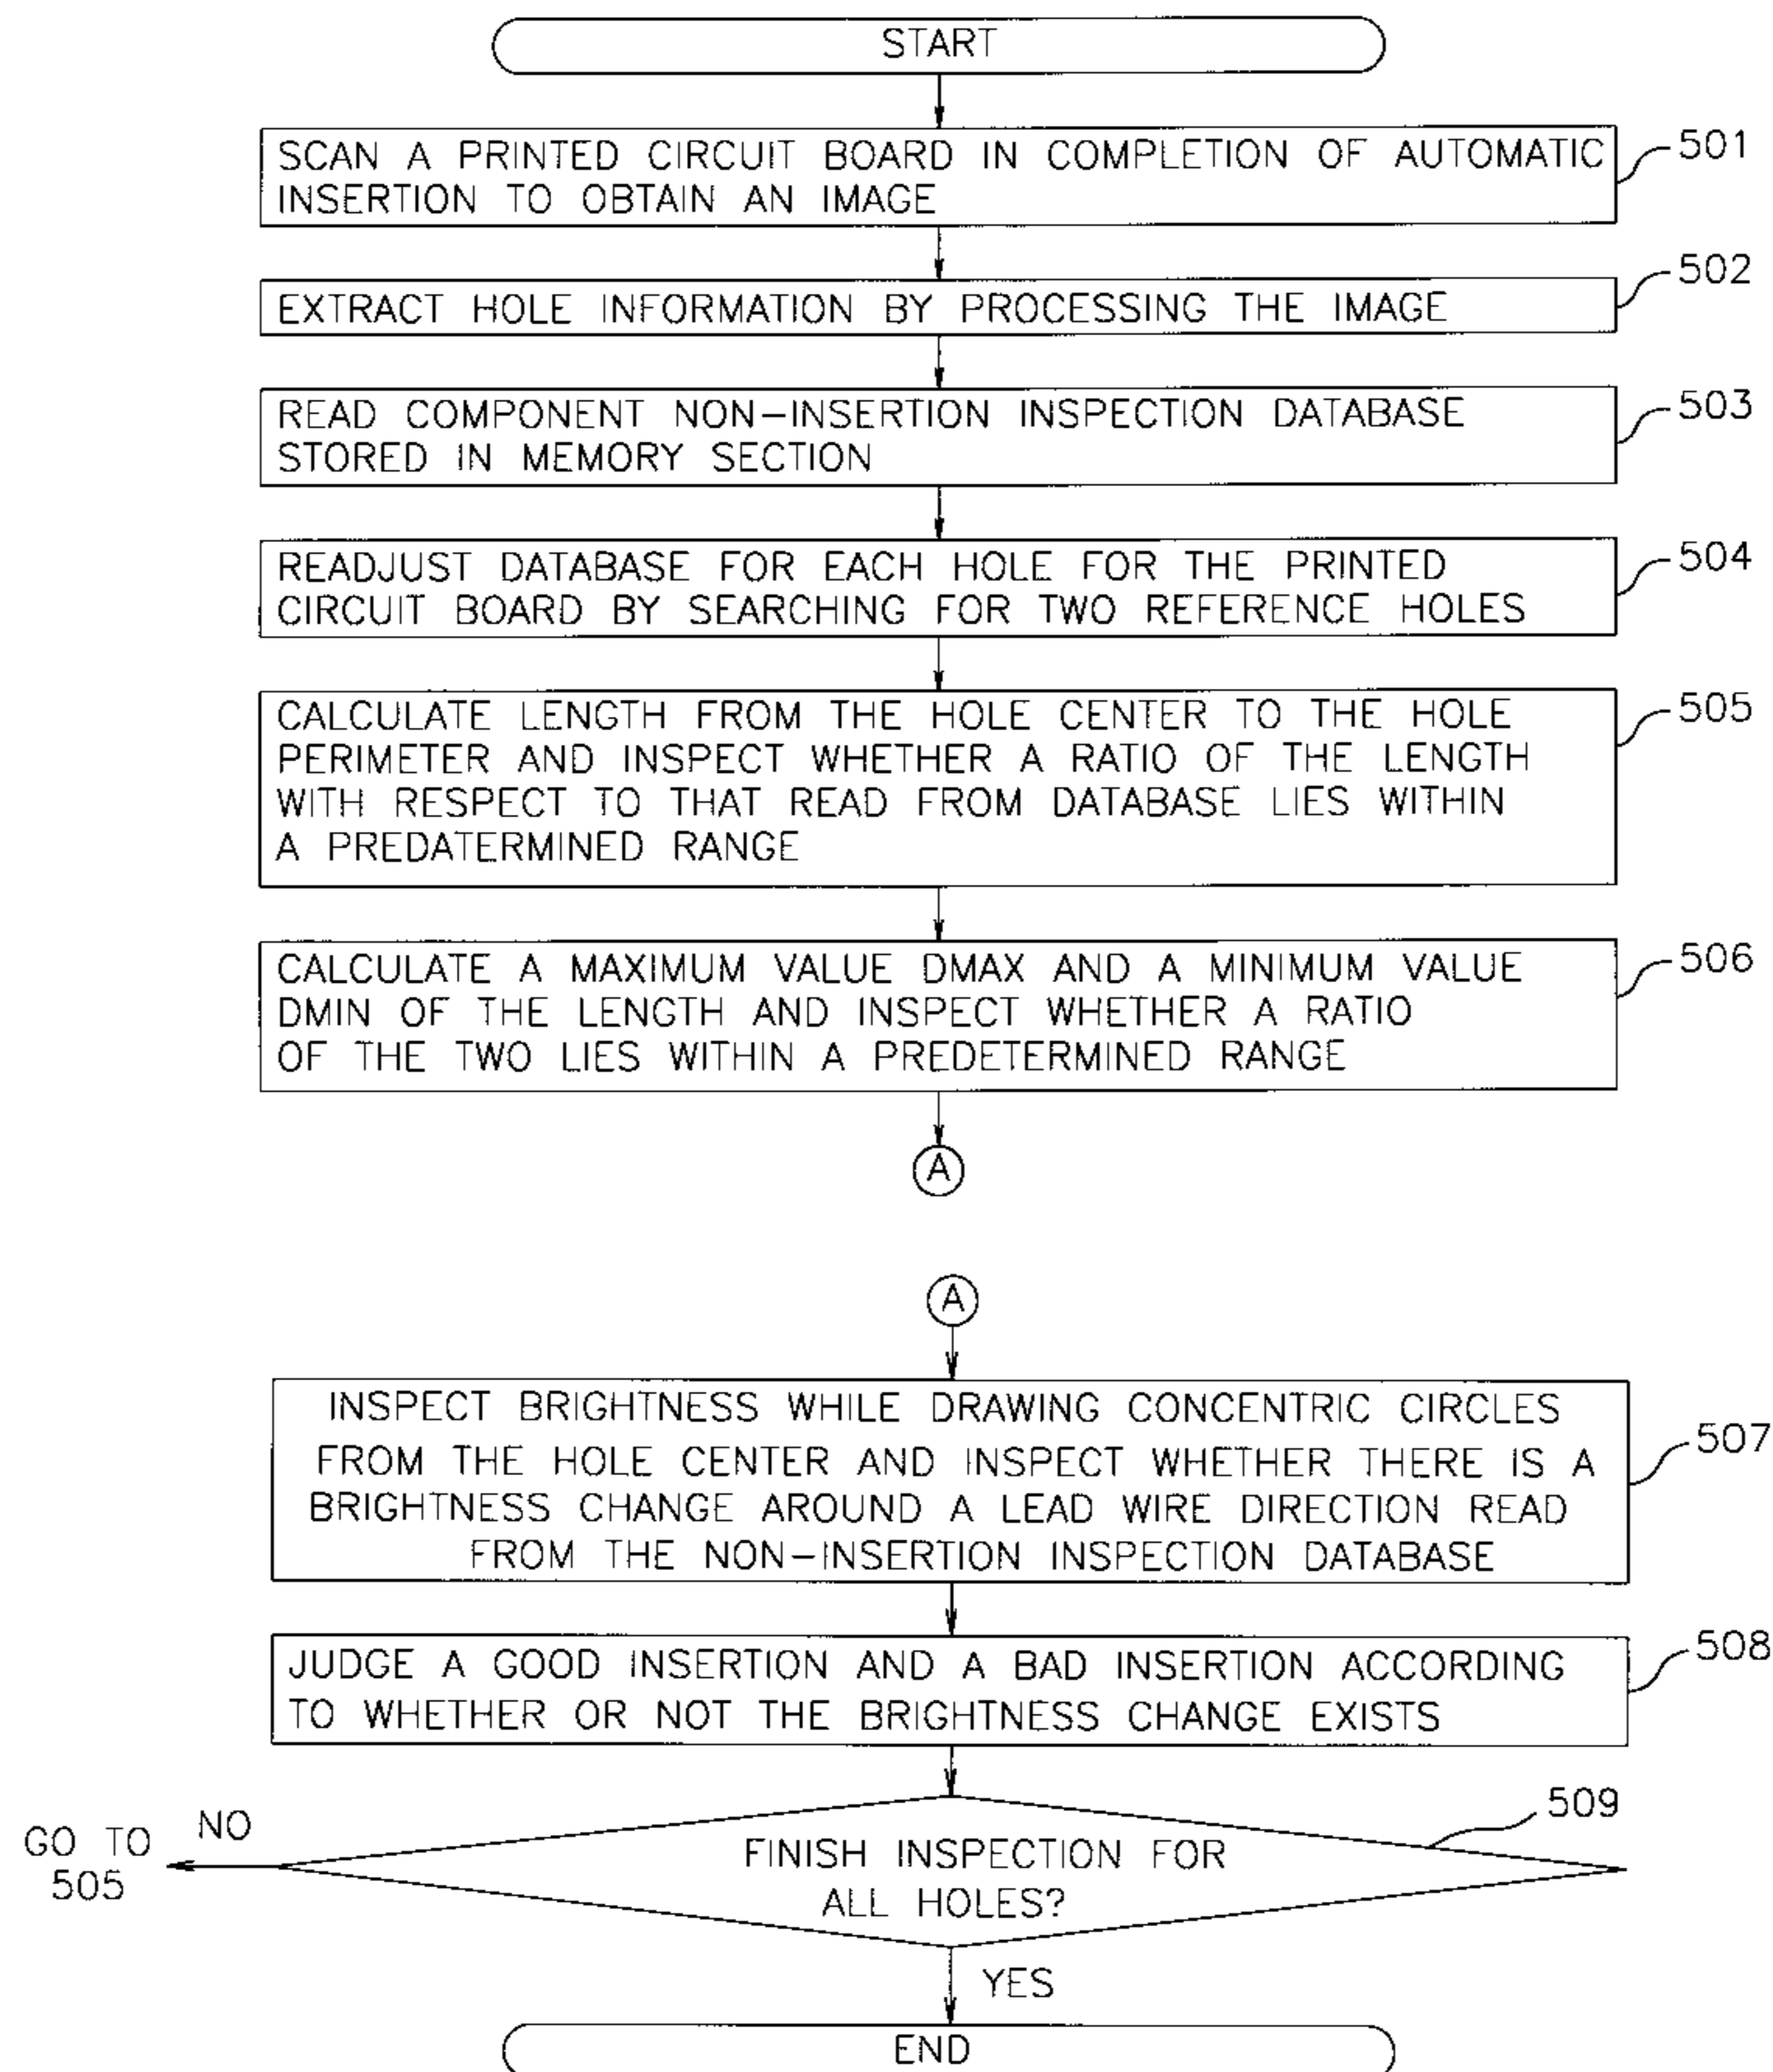 START
SCAN A PRINTED CIRCUIT BOARD IN COMPLETION OF AUTOMATIC
INSERTION TO OBTAIN AN IMAGE
501
EXTRACT HOLE INFORMATION BY PROCESSING THE IMAGE
502
READ COMPONENT NON-INSERTION INSPECTION DATABASE
STORED IN MEMORY SECTION
503
READJUST DATABASE FOR EACH HOLE FOR THE PRINTED
CIRCUIT BOARD BY SEARCHING FOR TWO REFERENCE HOLES
504
CALCULATE LENGTH FROM THE HOLE CENTER TO THE HOLE
PERIMETER AND INSPECT WHETHER A RATIO OF THE LENGTH
WITH RESPECT TO THAT READ FROM DATABASE LIES WITHIN
A PREDATERMINED RANGE
505
CALCULATE A MAXIMUM VALUE DMAX AND A MINIMUM VALUE
DMIN OF THE LENGTH AND INSPECT WHETHER A RATIO
OF THE TWO LIES WITHIN A PREDETERMINED RANGE
506
A
A
INSPECT BRIGHTNESS WHILE DRAWING CONCENTRIC CIRCLES
FROM THE HOLE CENTER AND INSPECT WHETHER THERE IS A
BRIGHTNESS CHANGE AROUND A LEAD WIRE DIRECTION READ
FROM THE NON-INSERTION INSPECTION DATABASE
507
JUDGE A GOOD INSERTION AND A BAD INSERTION ACCORDING
TO WHETHER OR NOT THE BRIGHTNESS CHANGE EXISTS
508
FINISH INSPECTION FOR
ALL HOLES?
509
NO
GO TO
505
YES
END